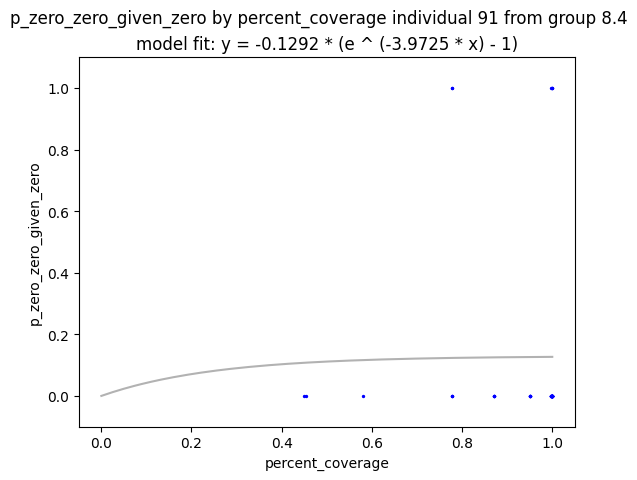 p_zero_zero_given_zero by percent_coverage individual 91 from group 8.4
model fit: y = -0.1292 * (e ^ (-3.9725 * x) - 1)
1.0
0.8
0.6
0.4
0.2
0.0
p_zero_zero_given_zero
0.0 0.2 0.4 0.6 0.8 1.0
percent_coverage